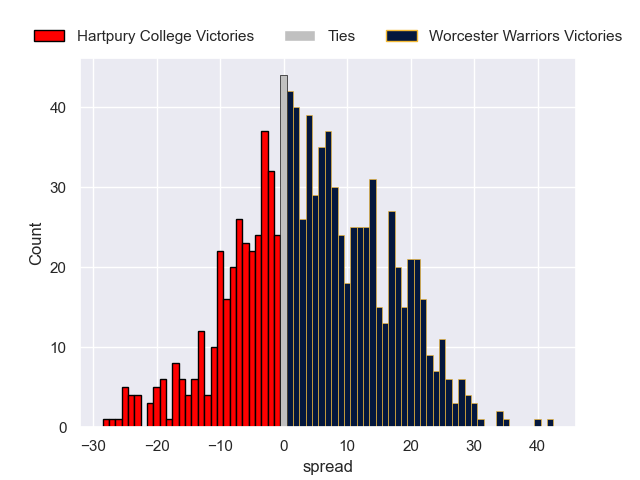 Hartpury College Victories Ties Worcester Warriors Victories
40
30
20
10
0
Count
−30 −20 −10 0 10 20 30 40
spread